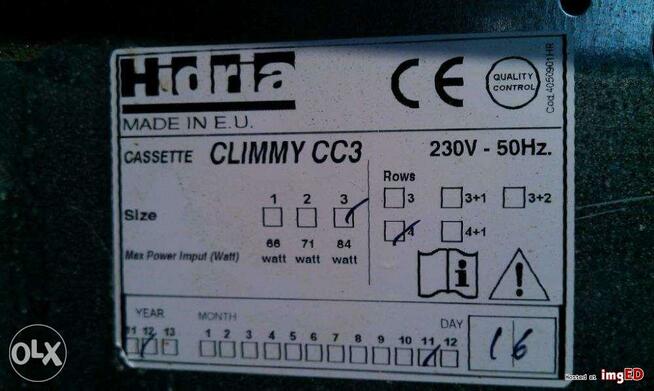 Hidria
CE
QUALITY
CONTROL
Cod.4050901HR
MADE IN E.U.
CASSETTE CLIMMY CC3 230V - 50Hz.
Rows
1 2 3
3 3+1 3+2
Size
4 4+1
Max Power Imput (Watt)
66 71 84
watt watt watt
i
!
YEAR MONTH DAY
11 12 13 1 2 3 4 5 6 7 8 9 10 11 12
16
OLX
Hosted at imgED